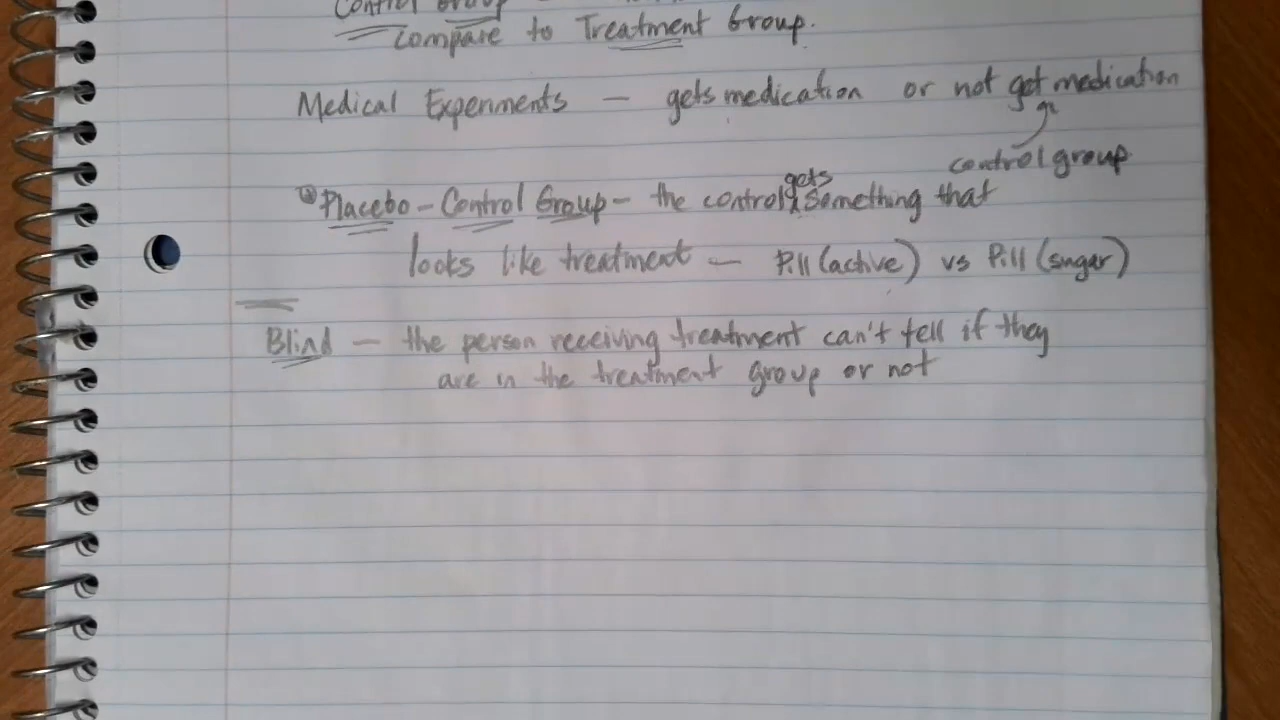 Control Group
compare to Treatment Group.
Medical Experiments — gets medication or not get medication
control group
Placebo - Control Group - the control gets something that
looks like treatment — Pill (active) vs Pill (sugar)
Blind — the person receiving treatment can't tell if they
are in the treatment group or not